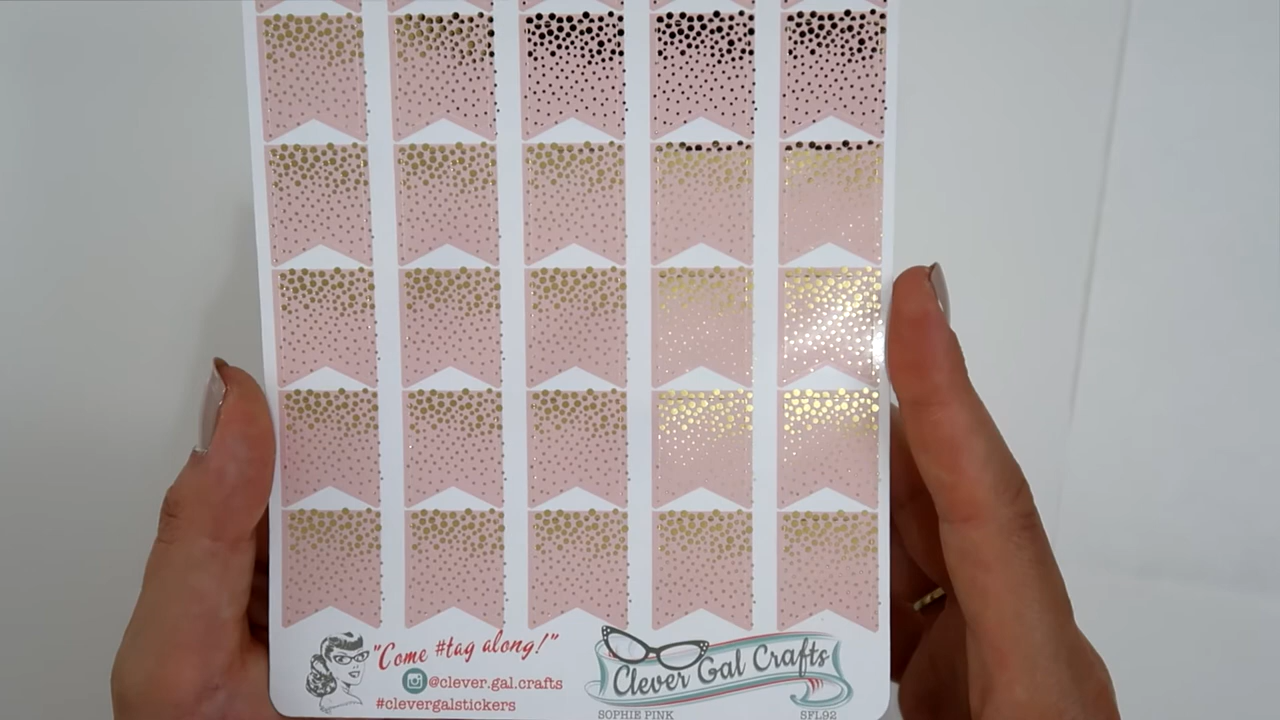 "Come #tag along!"
@clever.gal.crafts
#clevergalstickers
Clever Gal Crafts
SOPHIE PINK
SFL92